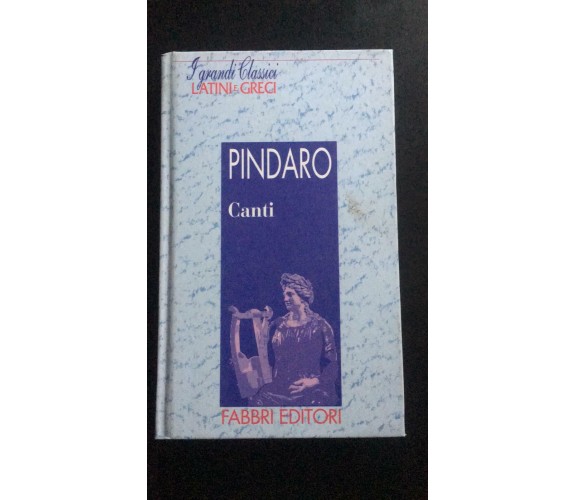 I grandi Classici
LATINI E GRECI
PINDARO
Canti
FABBRI EDITORI